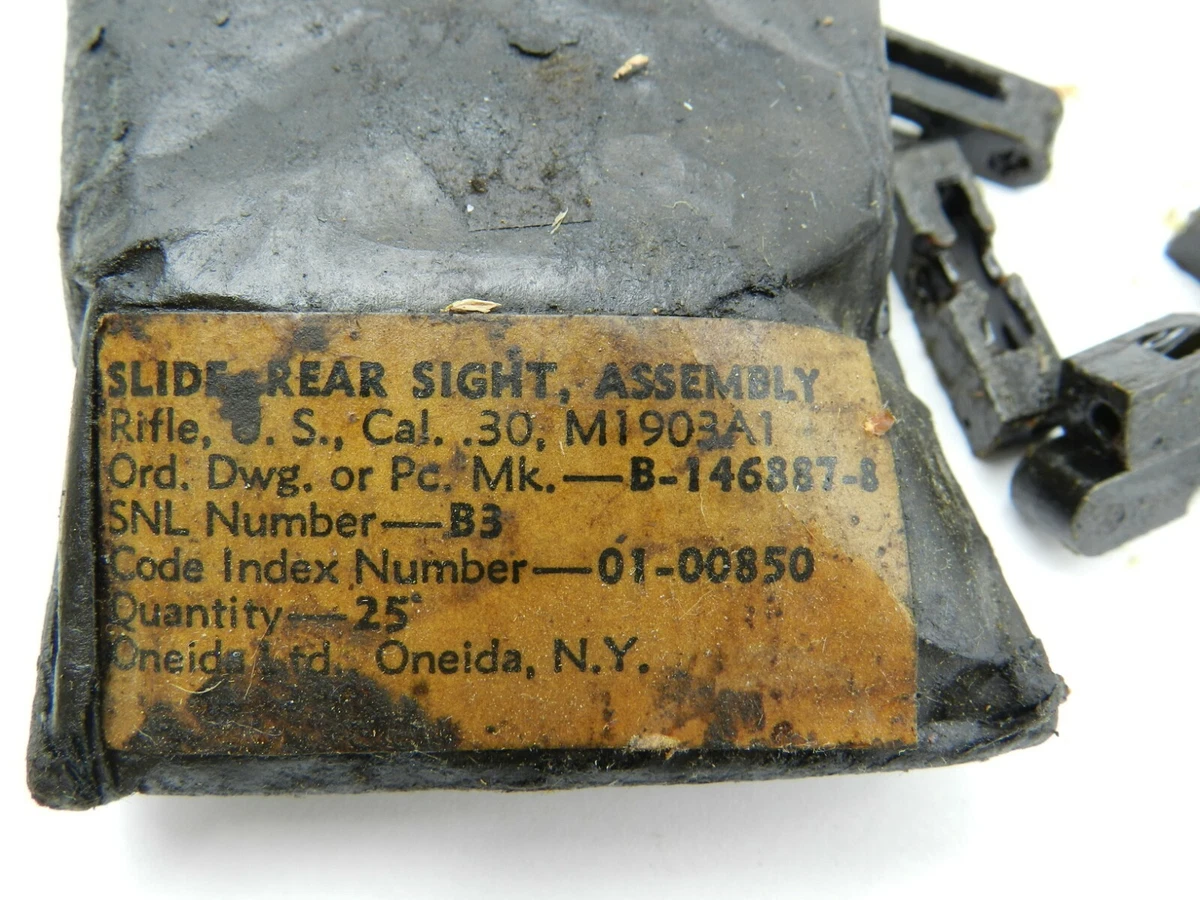 SLIDE, REAR SIGHT, ASSEMBLY
Rifle, U. S., Cal. .30, M1903A1
Ord. Dwg. or Pc. Mk.—B-146887-8
SNL Number—B3
Code Index Number—01-00850
Quantity—25
Oneida Ltd., Oneida, N.Y.